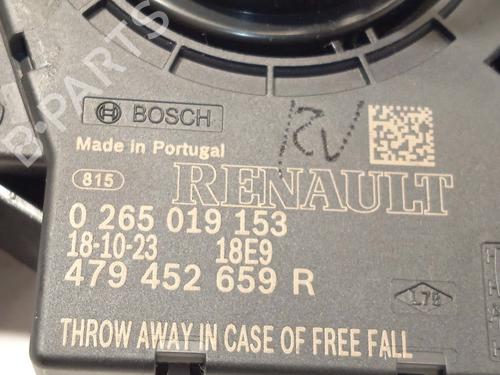 BOSCH
Made in Portugal
815
RENAULT
0 265 019 153
18-10-23 18E9
479 452 659 R
THROW AWAY IN CASE OF FREE FALL
B-PARTS